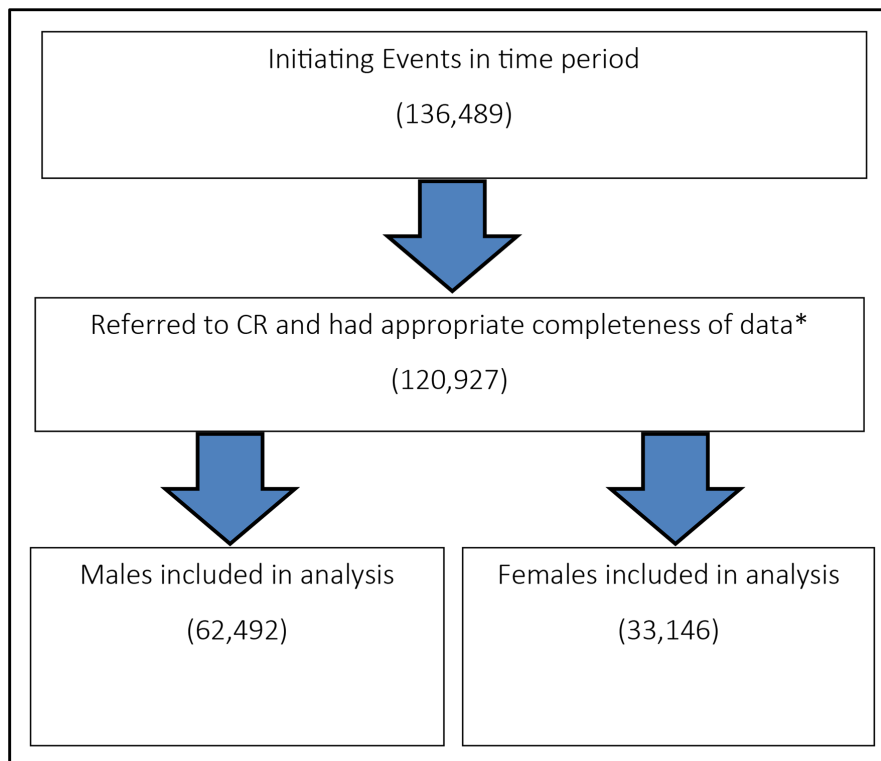 Initiating Events in time period
(136,489)
Referred to CR and had appropriate completeness of data*
(120,927)
Males included in analysis
(62,492)
Females included in analysis
(33,146)